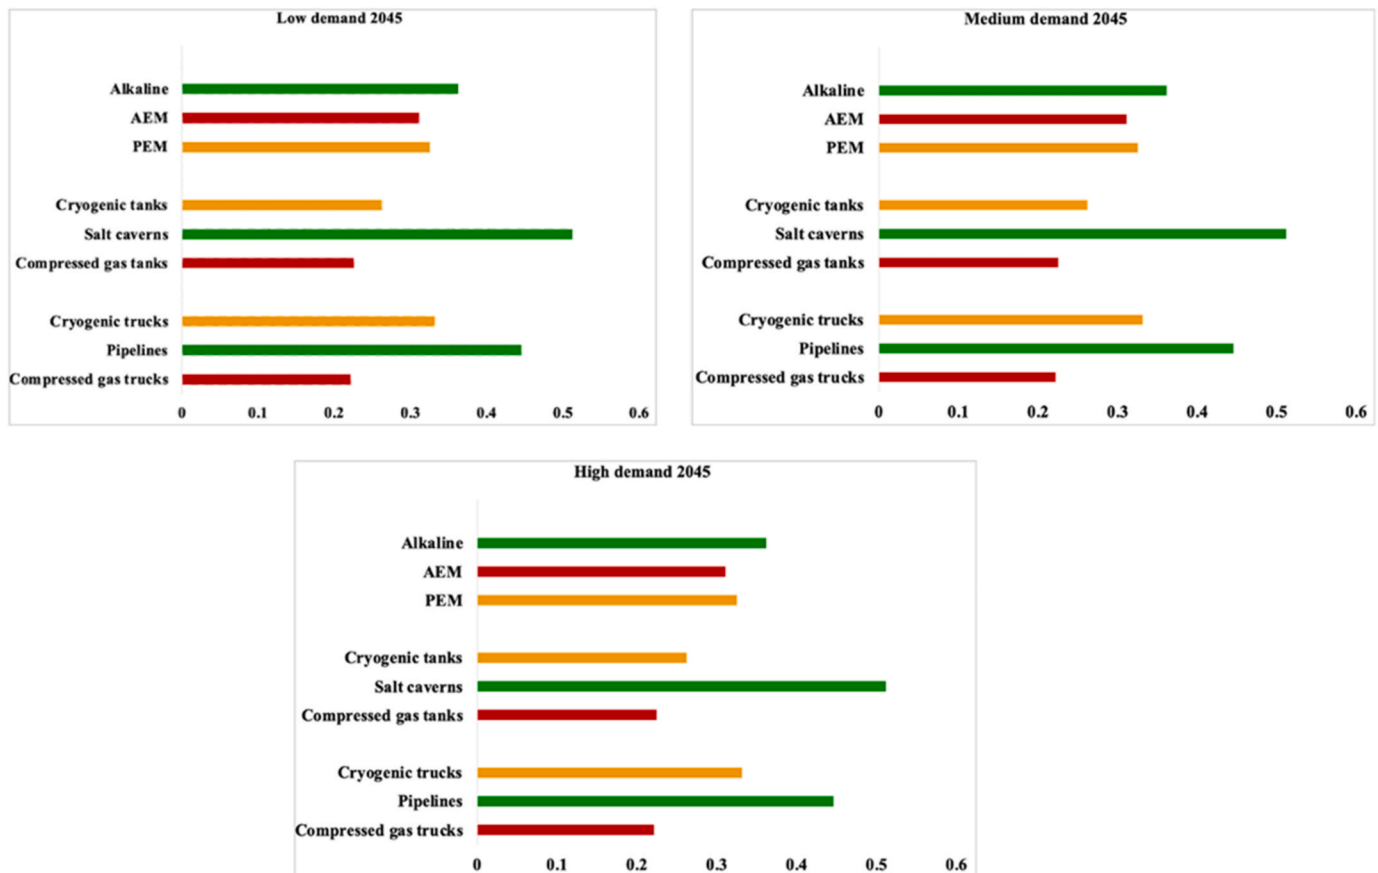 Low demand 2045
Alkaline
AEM
PEM
Cryogenic tanks
Salt caverns
Compressed gas tanks
Cryogenic trucks
Pipelines
Compressed gas trucks
0 0.1 0.2 0.3 0.4 0.5 0.6
Medium demand 2045
Alkaline
AEM
PEM
Cryogenic tanks
Salt caverns
Compressed gas tanks
Cryogenic trucks
Pipelines
Compressed gas trucks
0 0.1 0.2 0.3 0.4 0.5 0.6
High demand 2045
Alkaline
AEM
PEM
Cryogenic tanks
Salt caverns
Compressed gas tanks
Cryogenic trucks
Pipelines
Compressed gas trucks
0 0.1 0.2 0.3 0.4 0.5 0.6